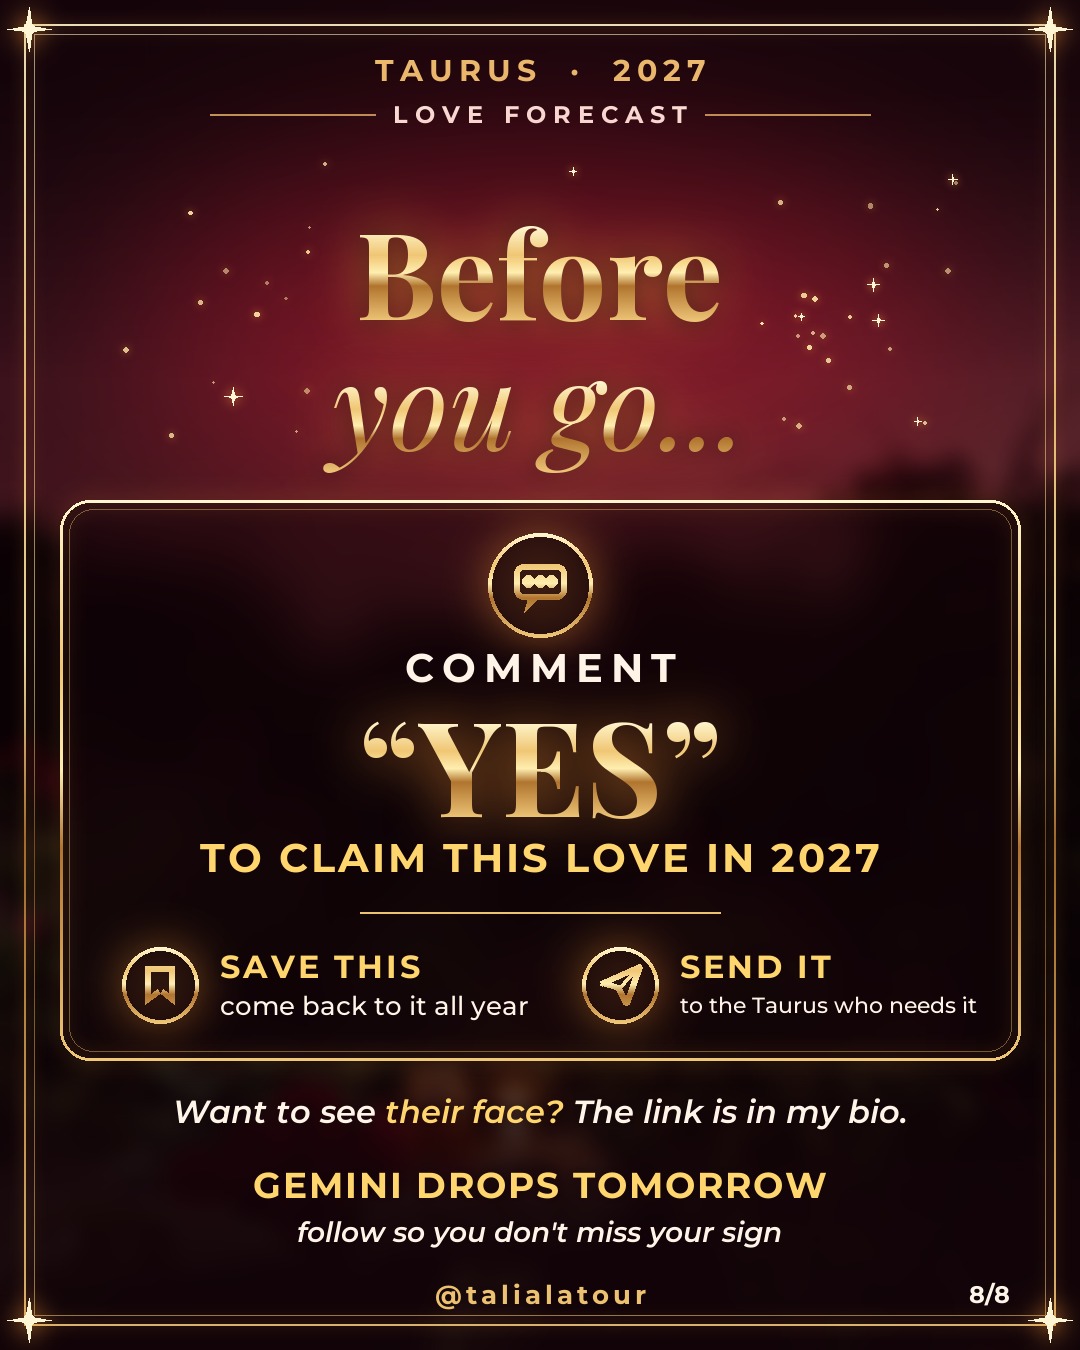 TAURUS · 2027
LOVE FORECAST
Before
you go...
COMMENT
“YES”
TO CLAIM THIS LOVE IN 2027
SAVE THIS
come back to it all year
SEND IT
to the Taurus who needs it
Want to see their face? The link is in my bio.
GEMINI DROPS TOMORROW
follow so you don't miss your sign
@talialatour
8/8